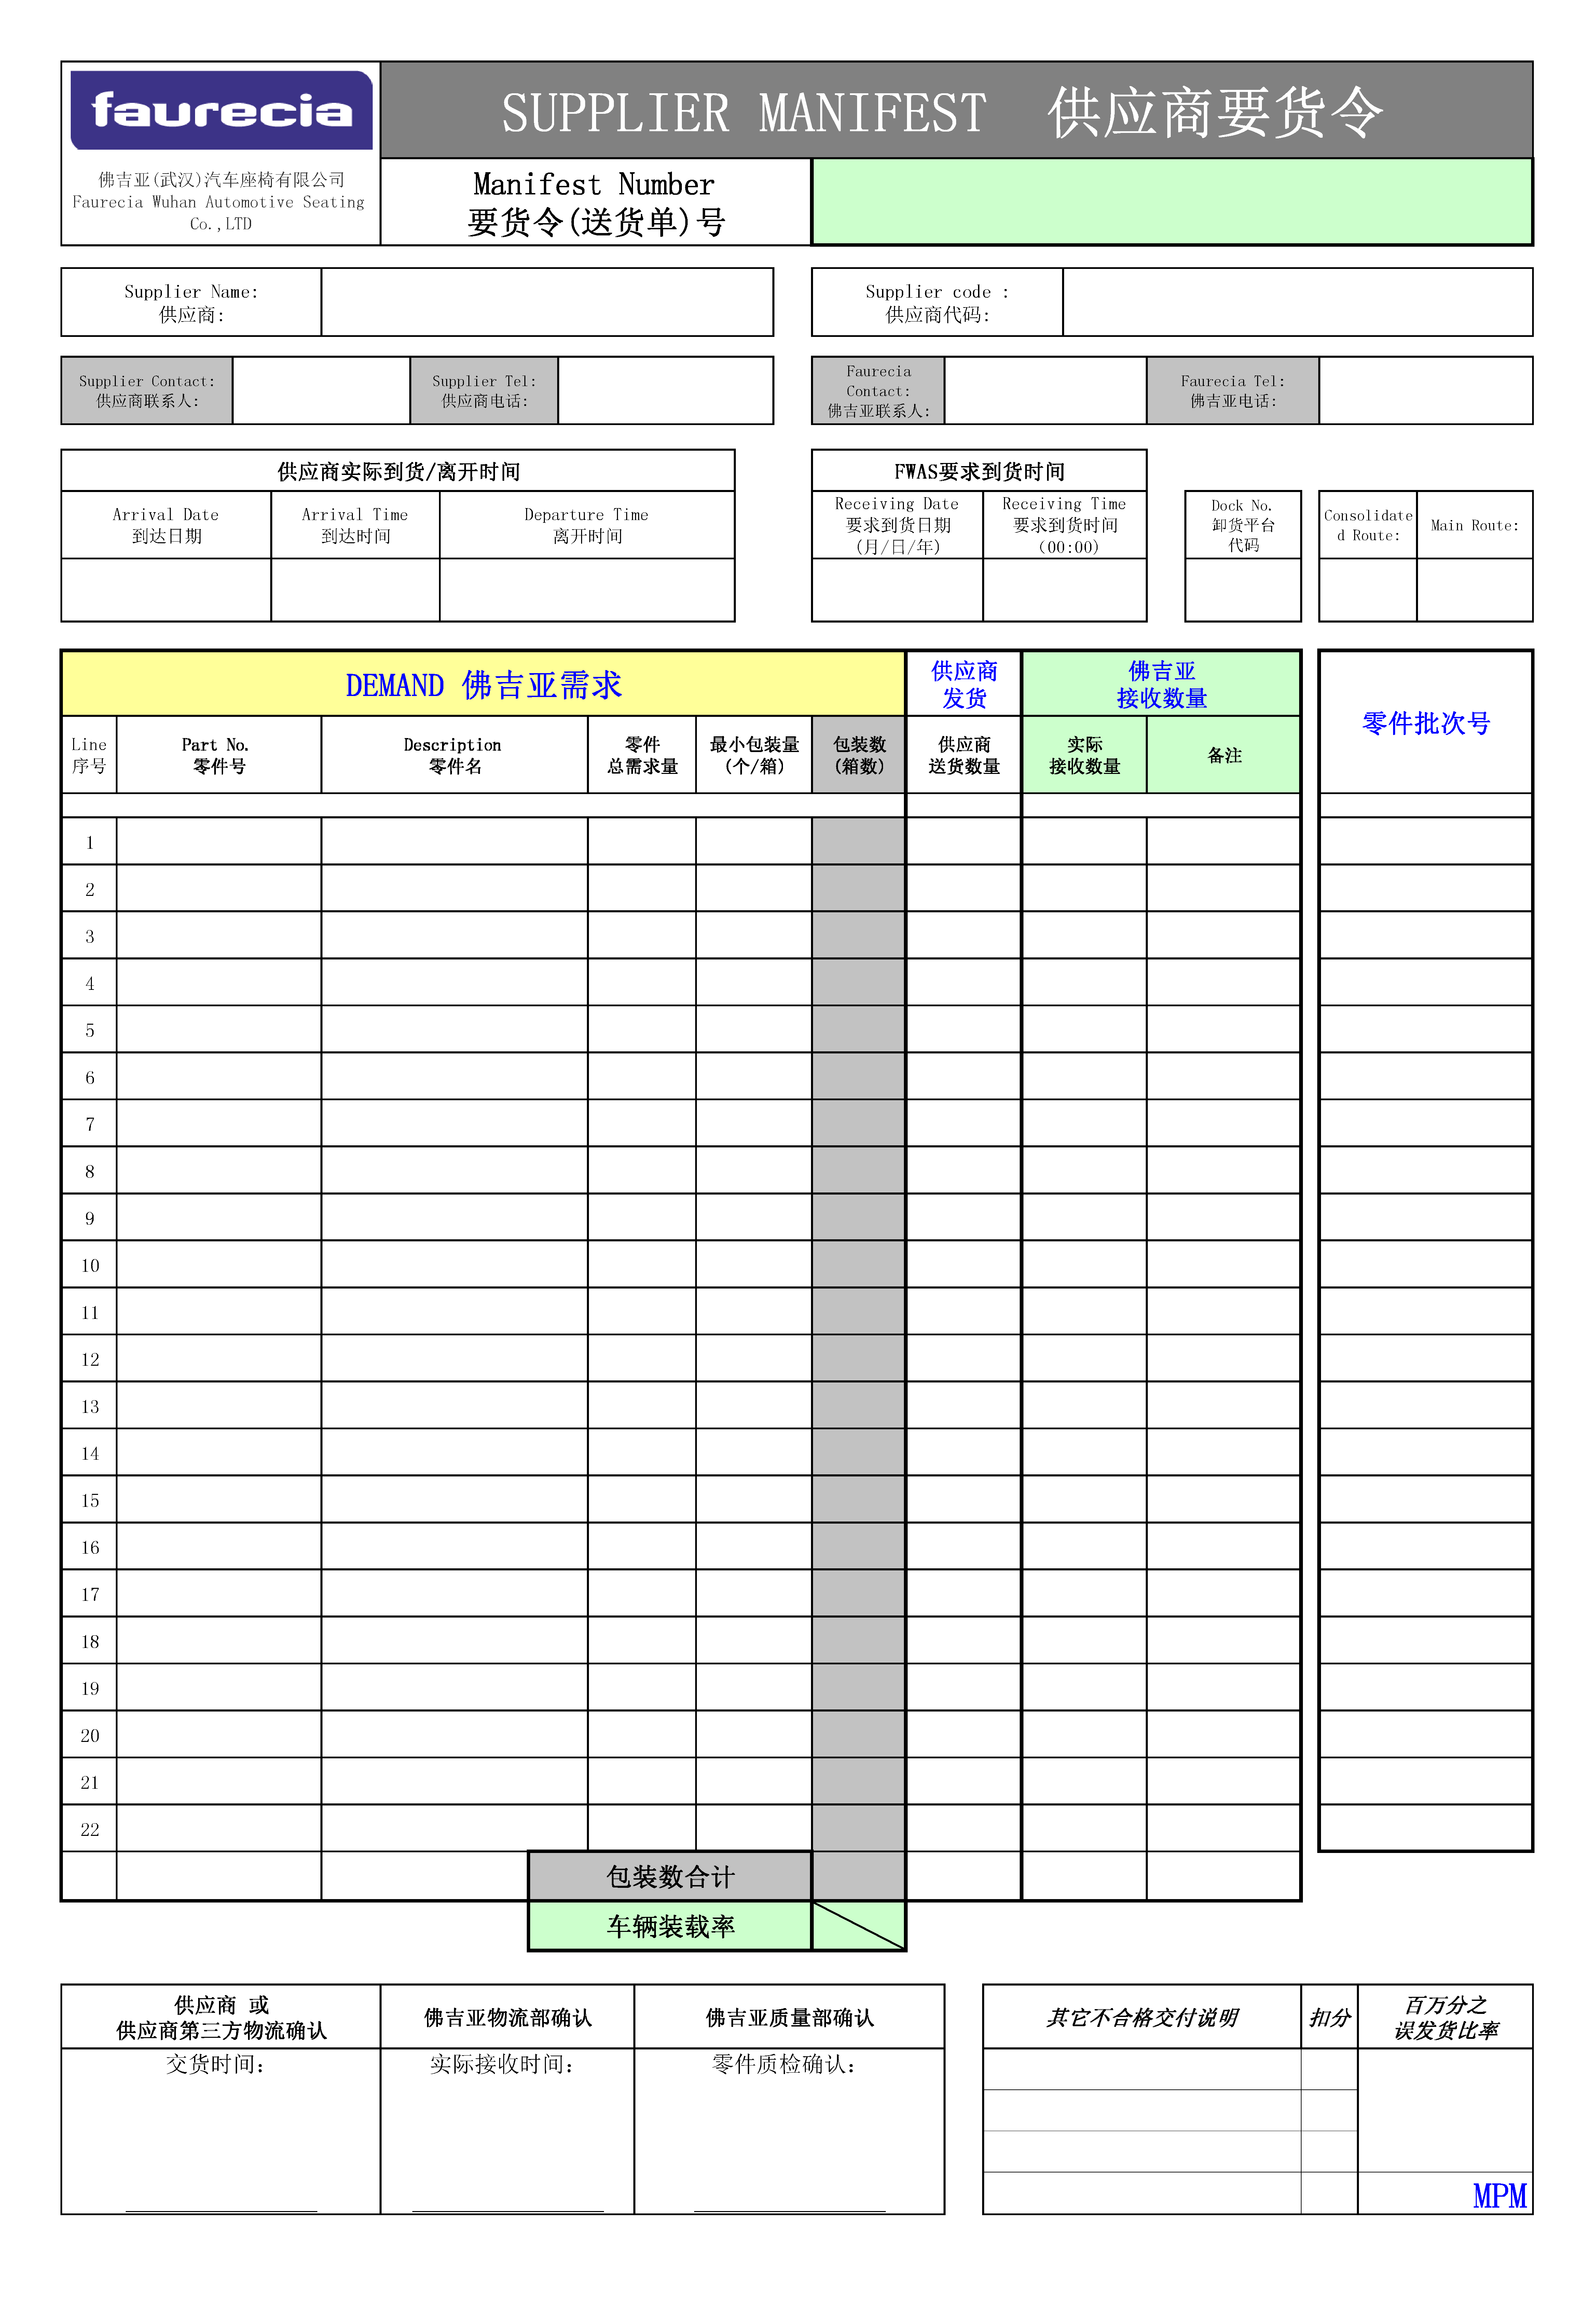 faurecia
SUPPLIER MANIFEST 供应商要货令
佛吉亚(武汉)汽车座椅有限公司
Faurecia Wuhan Automotive Seating
Co.,LTD
Manifest Number
要货令(送货单)号
Supplier Name:
供应商:
Supplier code :
供应商代码:
Supplier Contact:
供应商联系人:
Supplier Tel:
供应商电话:
Faurecia
Contact:
佛吉亚联系人:
Faurecia Tel:
佛吉亚电话:
供应商实际到货/离开时间
FWAS要求到货时间
Arrival Date
到达日期
Arrival Time
到达时间
Departure Time
离开时间
Receiving Date
要求到货日期
(月/日/年)
Receiving Time
要求到货时间
(00:00)
Dock No.
卸货平台
代码
Consolidate
d Route:
Main Route:
DEMAND 佛吉亚需求
供应商
发货
佛吉亚
接收数量
零件批次号
Line
序号
Part No.
零件号
Description
零件名
零件
总需求量
最小包装量
(个/箱)
包装数
(箱数)
供应商
送货数量
实际
接收数量
备注
1
2
3
4
5
6
7
8
9
10
11
12
13
14
15
16
17
18
19
20
21
22
包装数合计
车辆装载率
供应商 或
供应商第三方物流确认
佛吉亚物流部确认
佛吉亚质量部确认
交货时间:
实际接收时间:
零件质检确认:
其它不合格交付说明
扣分
百万分之
误发货比率
MPM